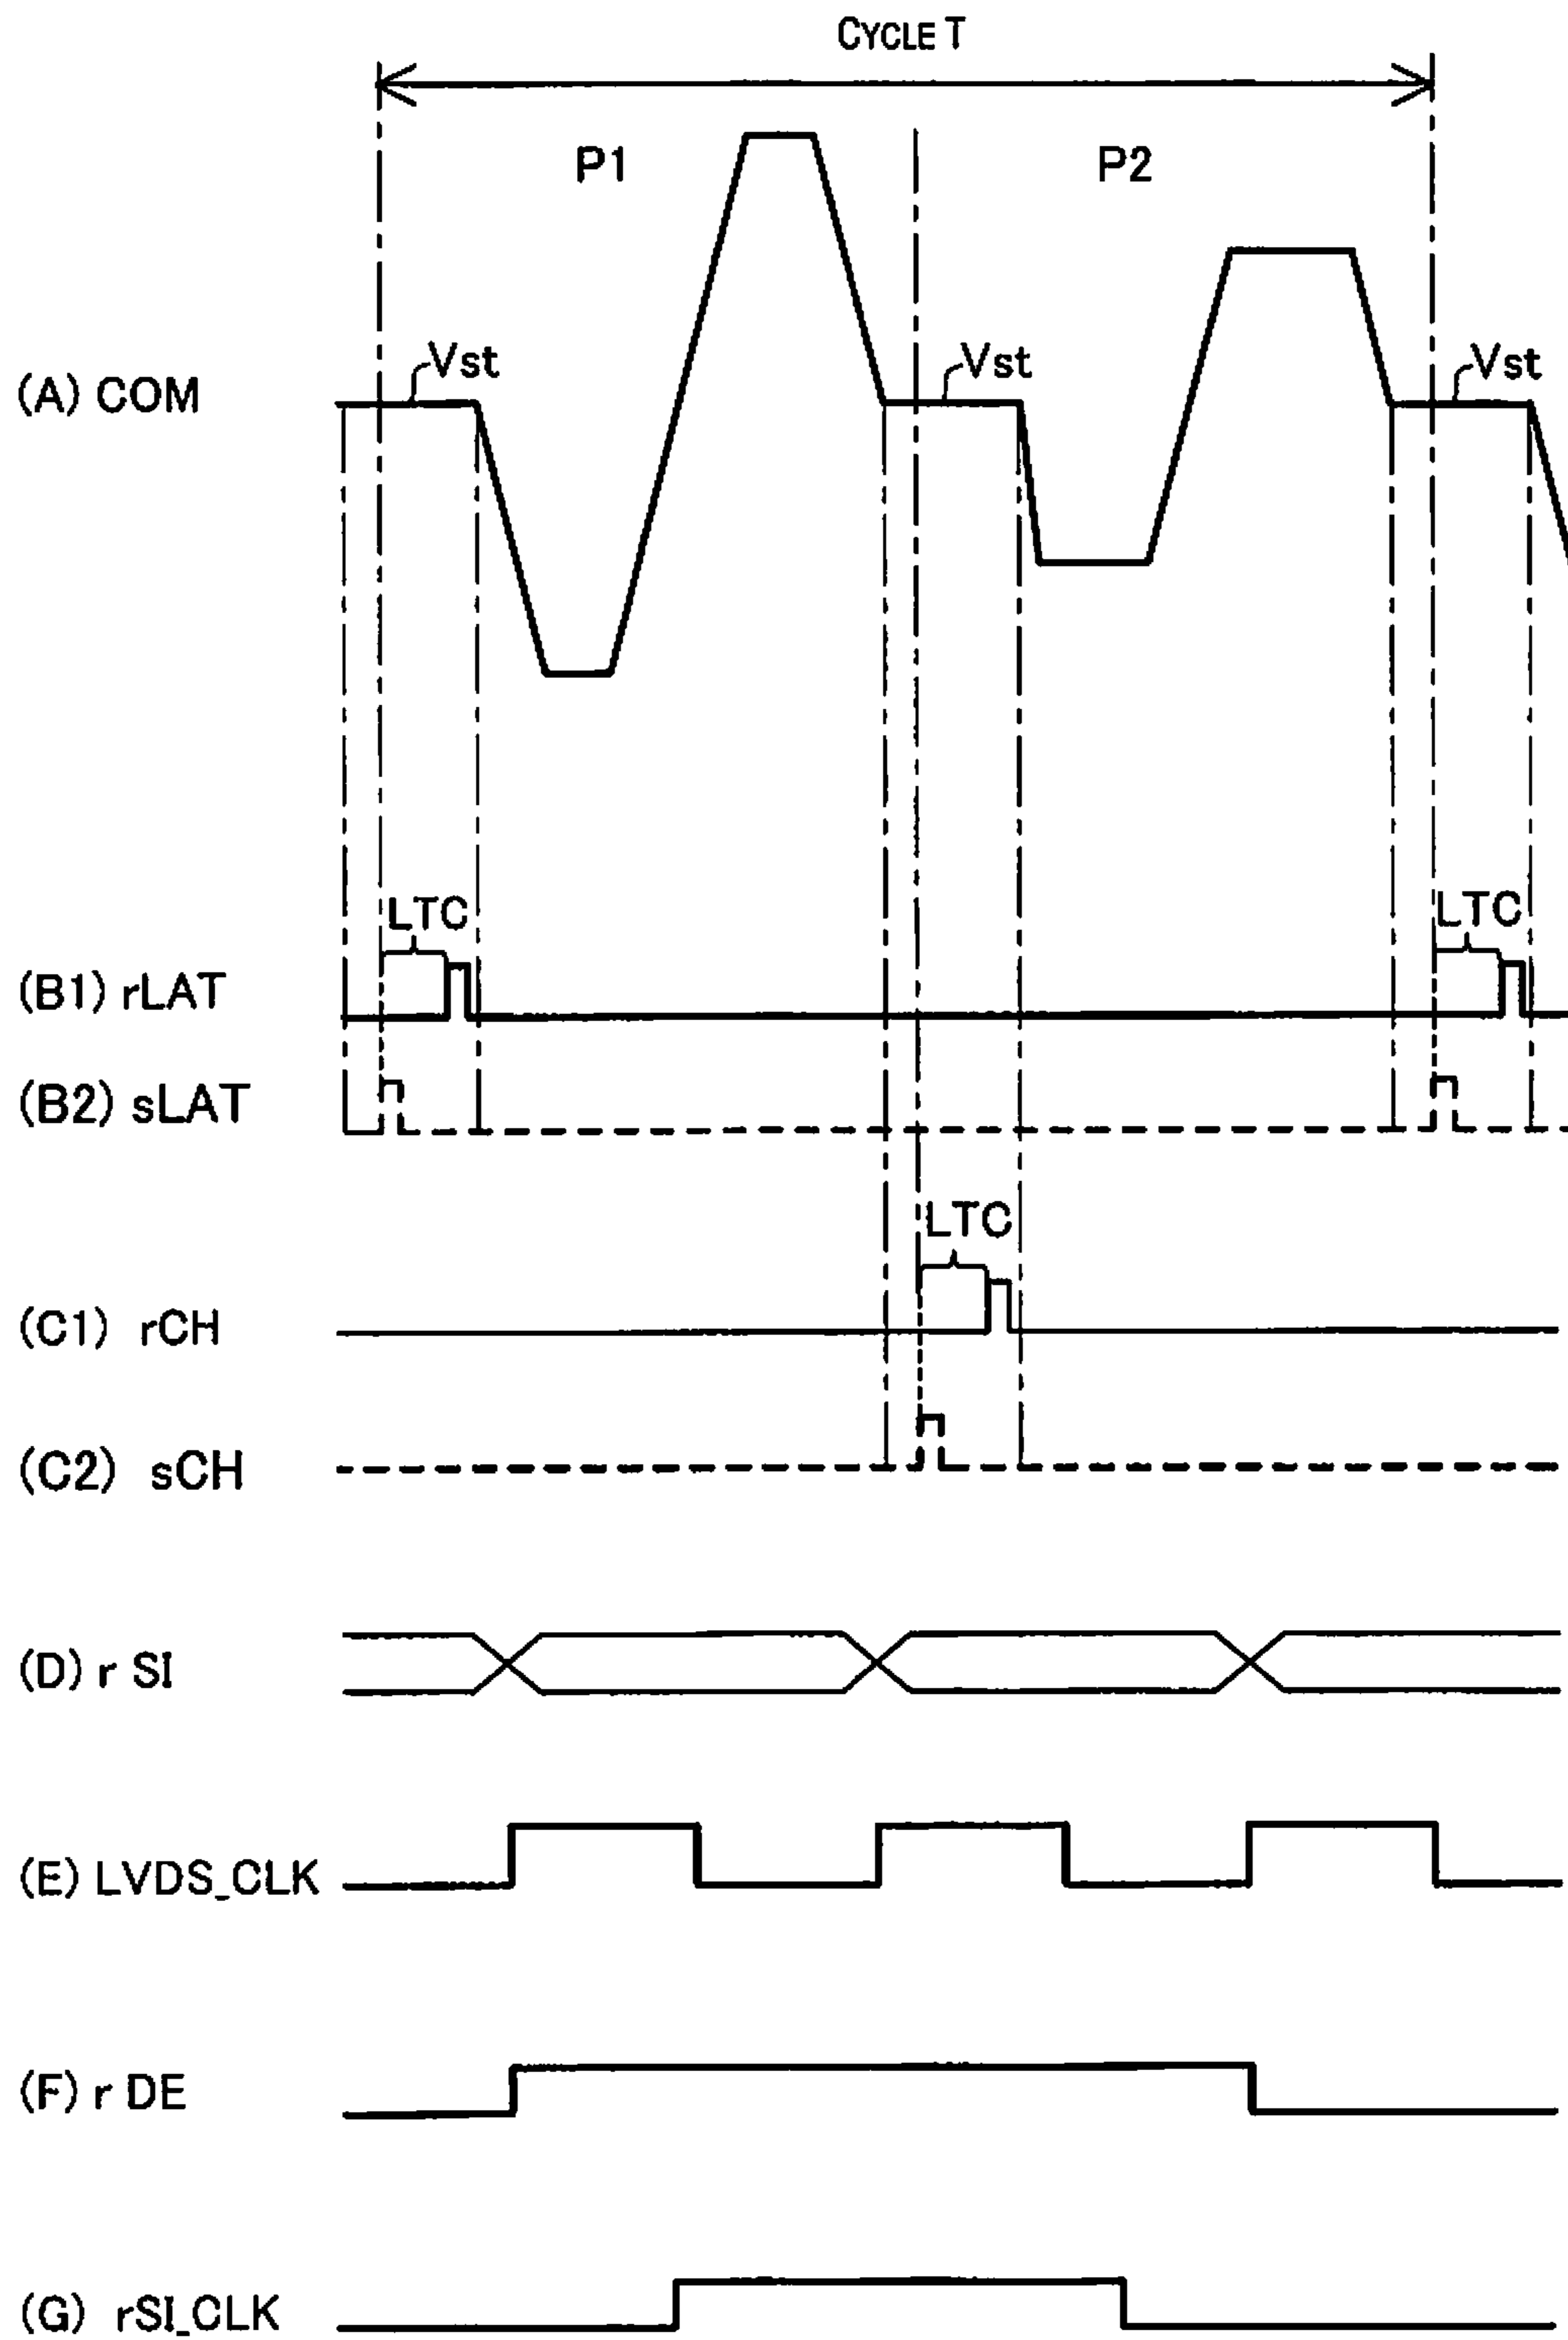 CYCLE T
P1
P2
Vst
Vst
Vst
(A) COM
LTC
LTC
(B1) rLAT
(B2) sLAT
LTC
(C1) rCH
(C2) sCH
(D) r SI
(E) LVDS_CLK
(F) r DE
(G) rSI_CLK